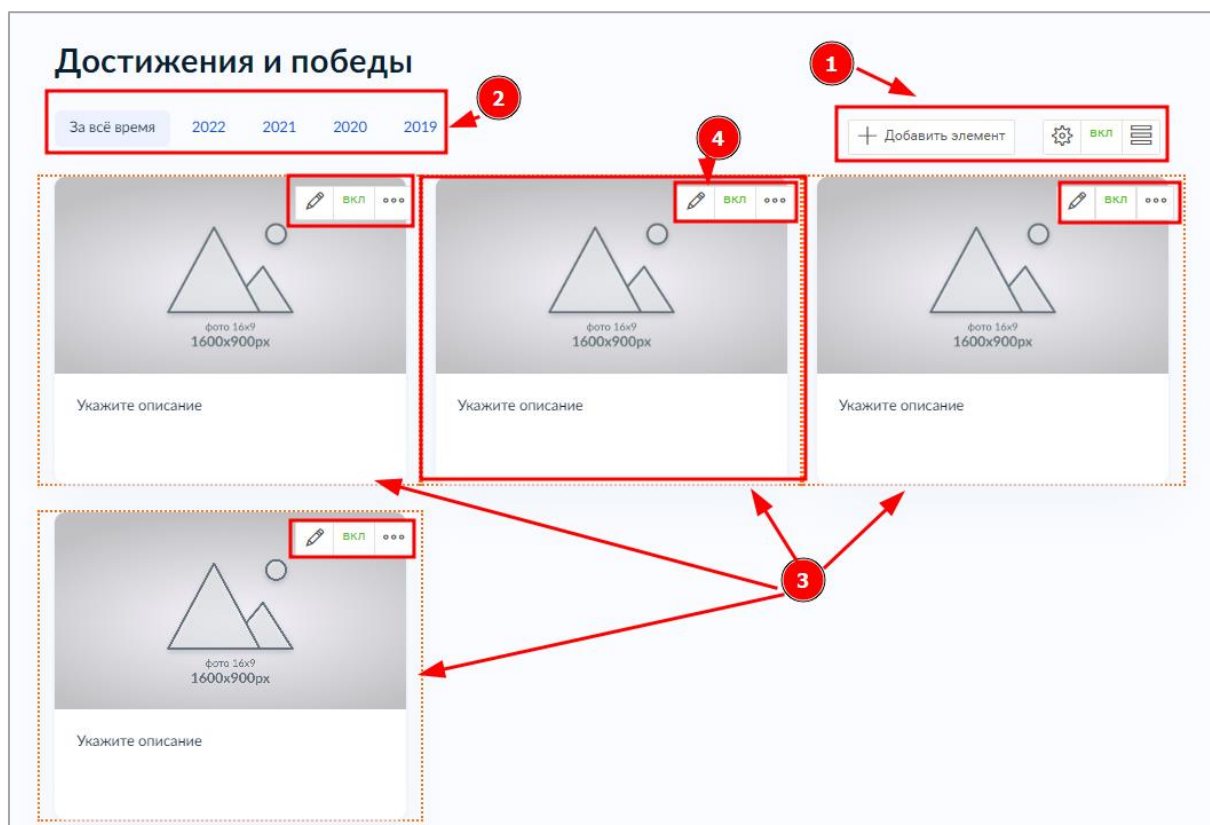 Достижения и победы
1
2
За всё время 2022 2021 2020 2019
4
Добавить элемент вкл
вкл
вкл
вкл
фото 16x9
1600x900px
фото 16x9
1600x900px
фото 16x9
1600x900px
Укажите описание
Укажите описание
Укажите описание
вкл
3
фото 16x9
1600x900px
Укажите описание